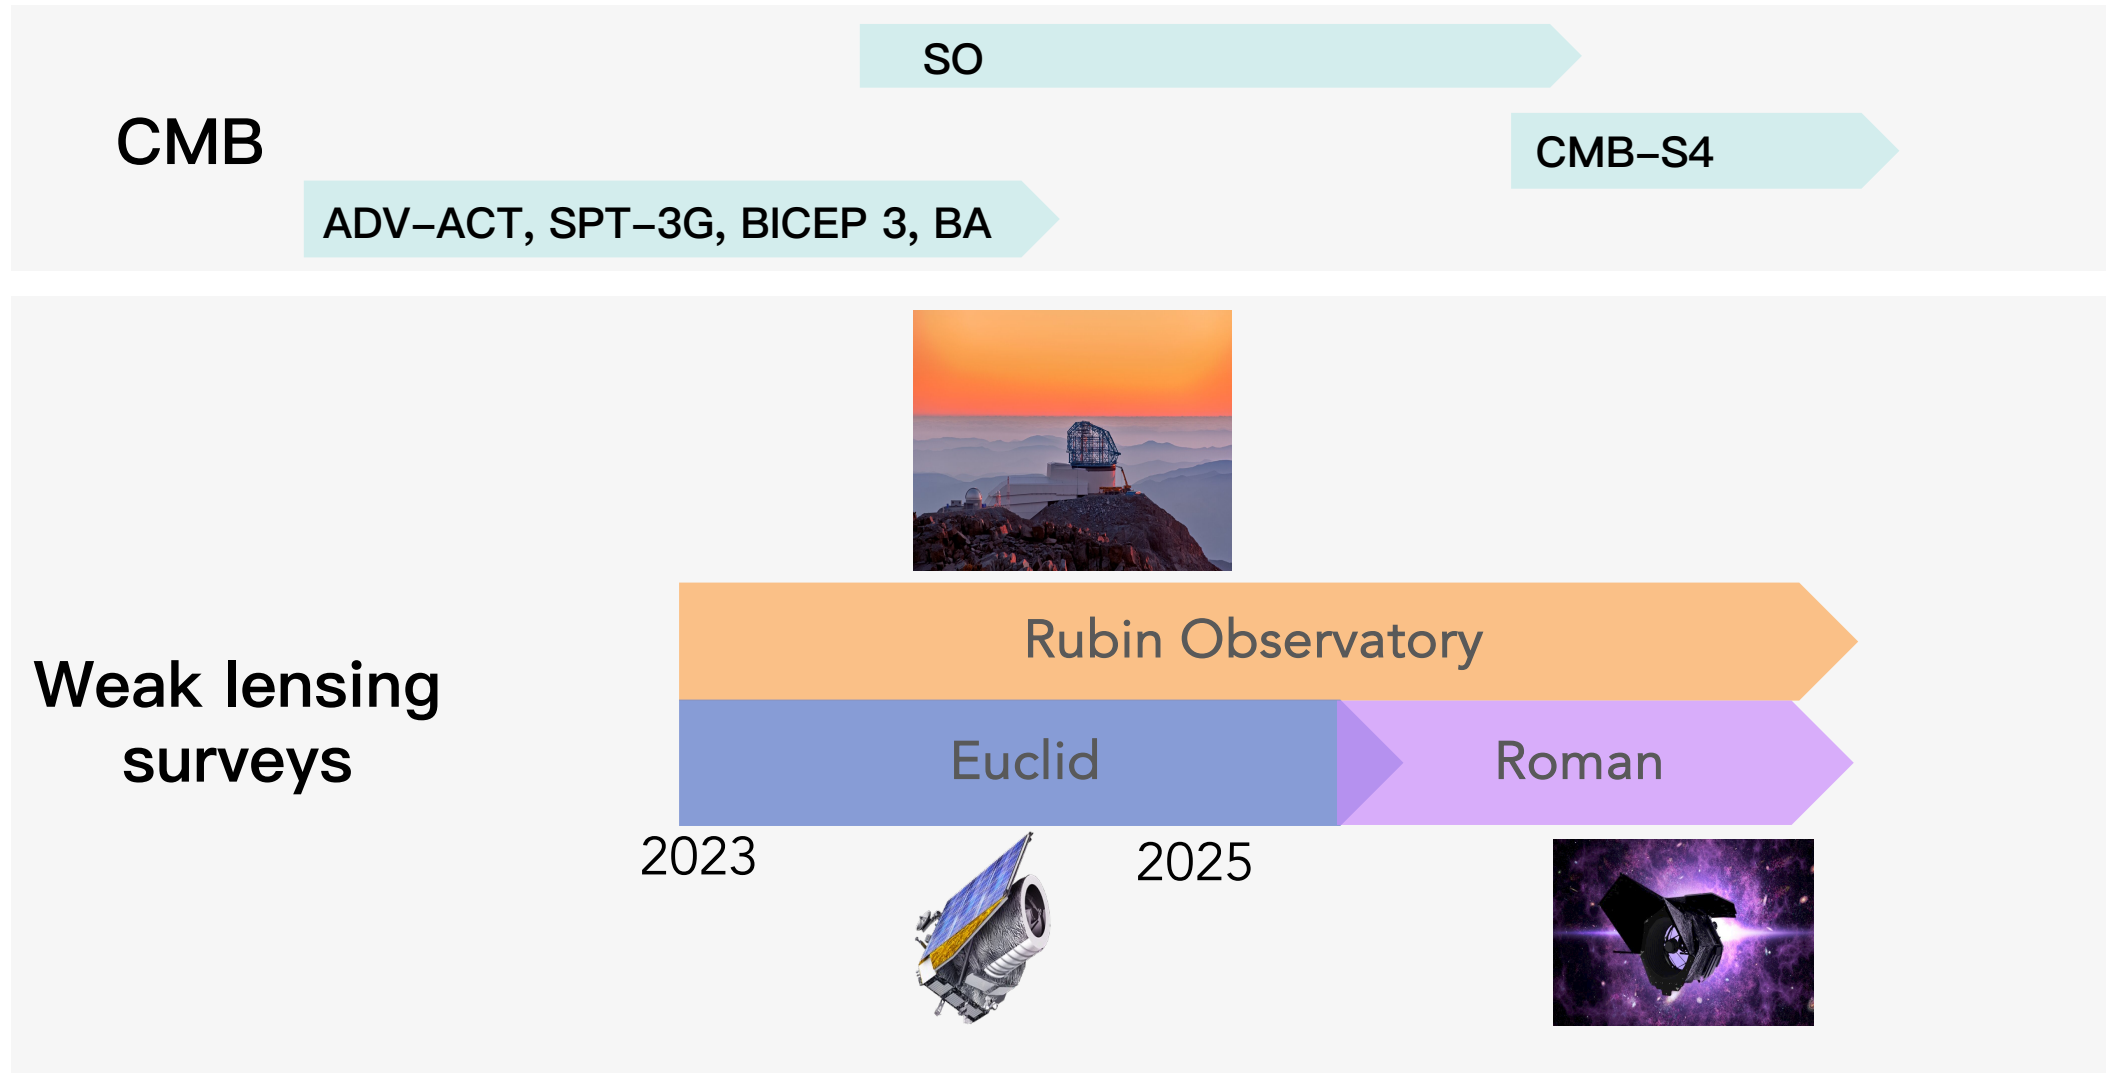 SO
CMB
CMB–S4
ADV–ACT, SPT–3G, BICEP 3, BA
Rubin Observatory
Weak lensing
surveys
Euclid
Roman
2023
2025